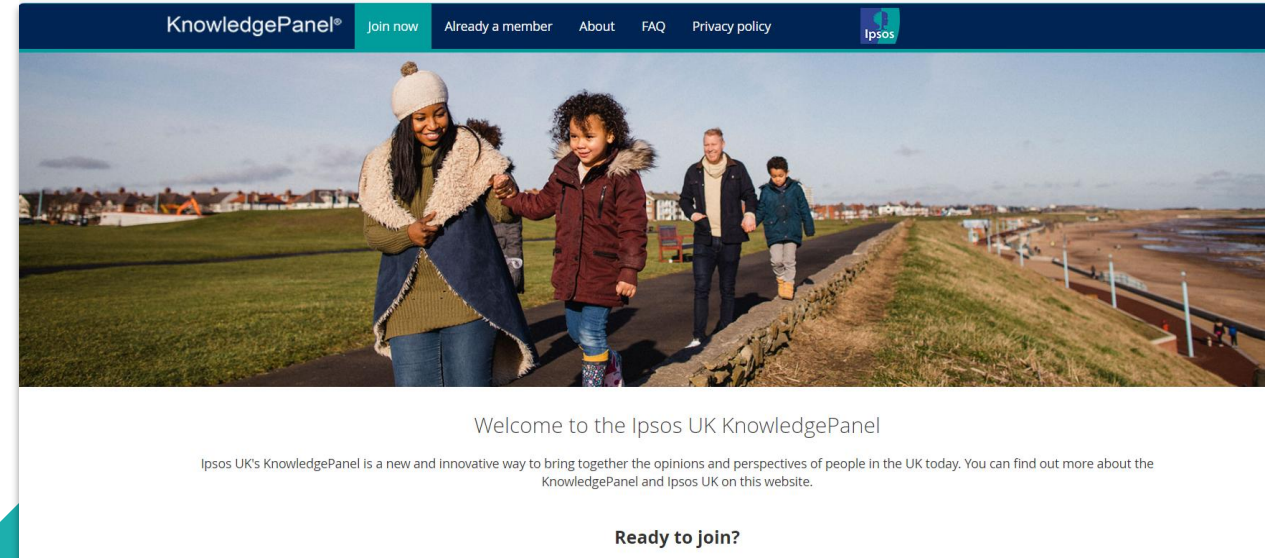 KnowledgePanel® Join now Already a member About FAQ Privacy policy Ipsos
Welcome to the Ipsos UK KnowledgePanel
Ipsos UK's KnowledgePanel is a new and innovative way to bring together the opinions and perspectives of people in the UK today. You can find out more about the
KnowledgePanel and Ipsos UK on this website.
Ready to join?